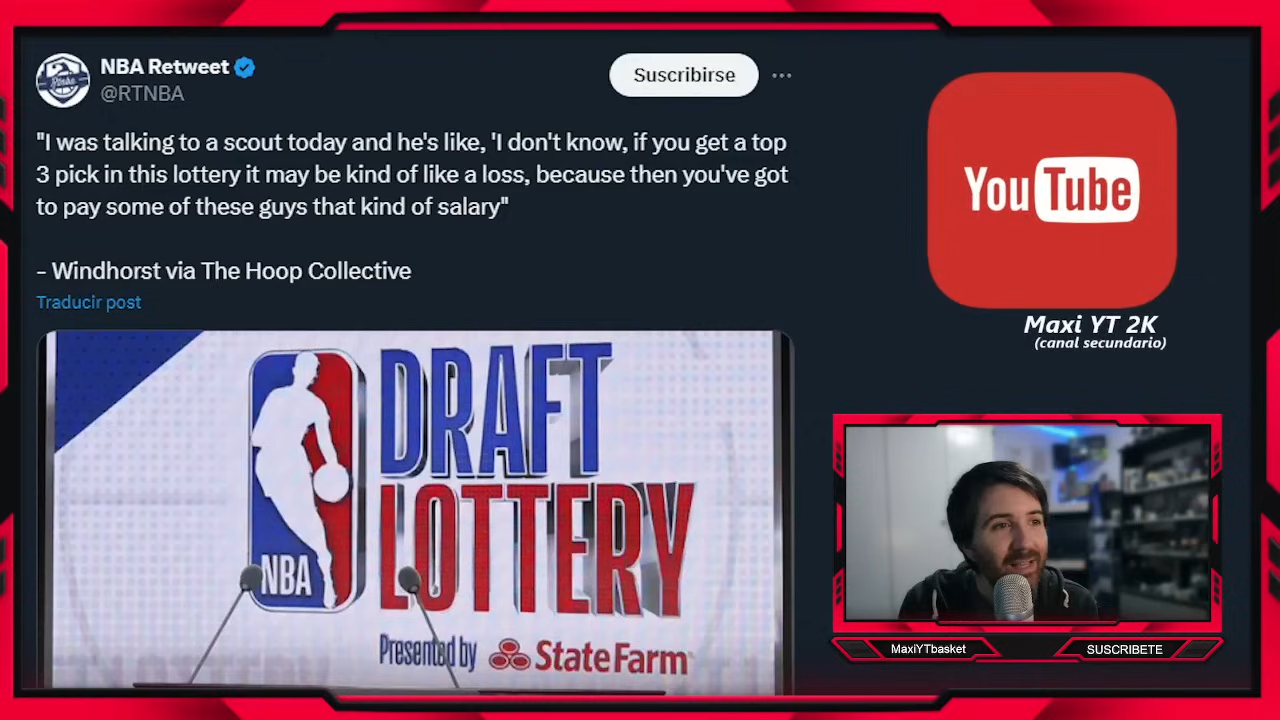 NBA Retweet
@RTNBA
Suscribirse
"I was talking to a scout today and he's like, 'I don't know, if you get a top
3 pick in this lottery it may be kind of like a loss, because then you've got
to pay some of these guys that kind of salary"
– Windhorst via The Hoop Collective
Traducir post
DRAFT
LOTTERY
NBA
Presented by StateFarm
YouTube
Maxi YT 2K
(canal secundario)
MaxiYTbasket
SUSCRIBETE